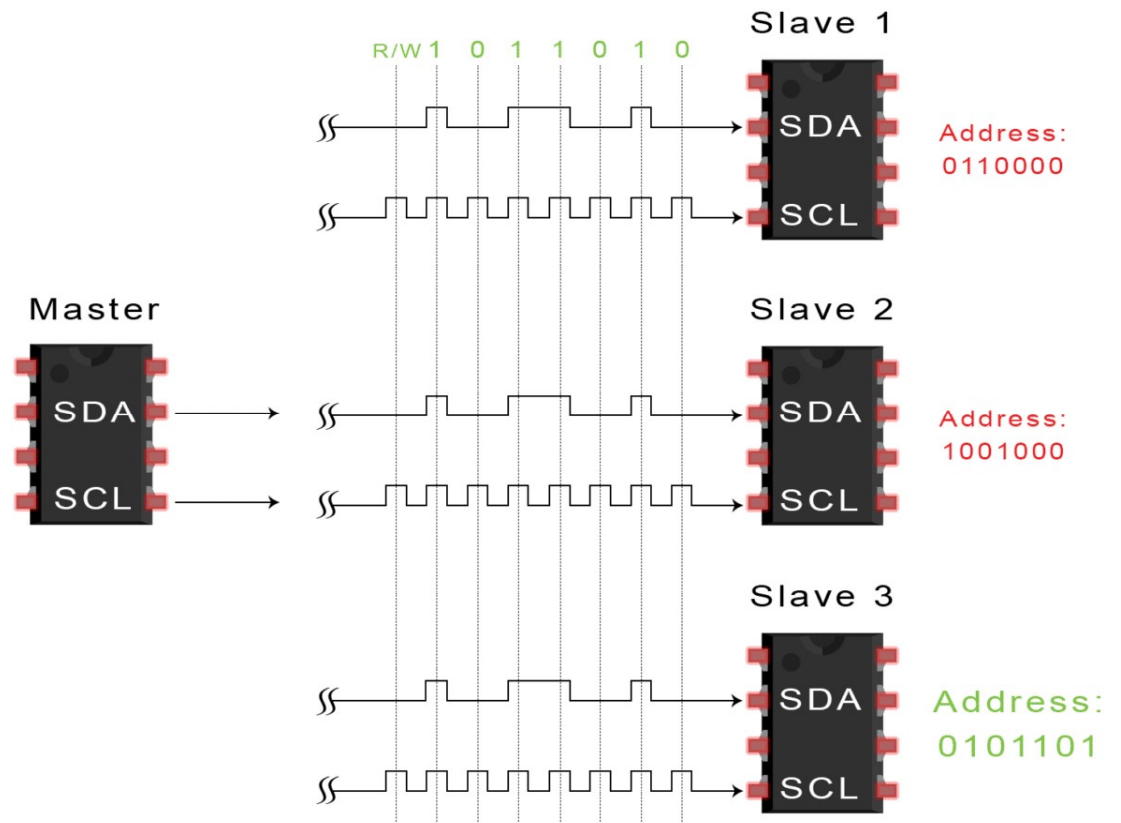 Slave 1
R/W 1 0 1 1 0 1 0
SDA
Address:
0110000
SCL
Master
SDA
SCL
Slave 2
SDA
Address:
1001000
SCL
Slave 3
SDA
Address:
0101101
SCL